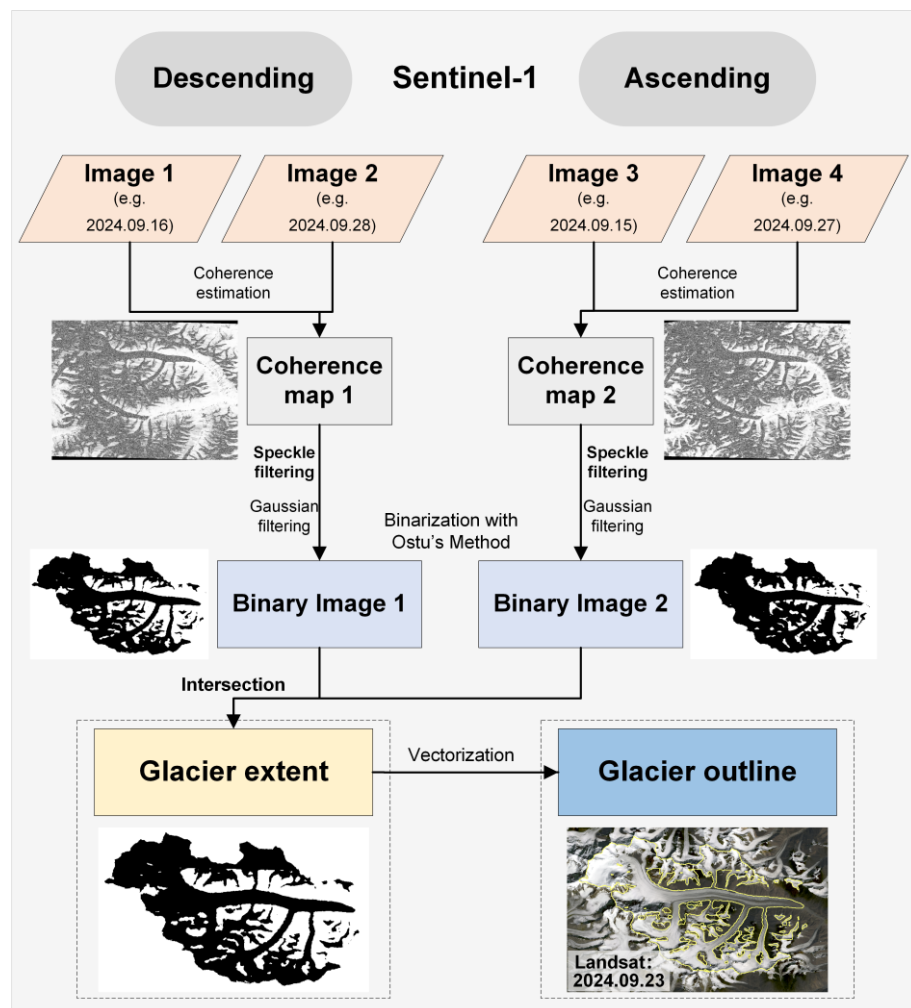 Descending
Sentinel-1
Ascending
Image 1
(e.g.
2024.09.16)
Image 2
(e.g.
2024.09.28)
Image 3
(e.g.
2024.09.15)
Image 4
(e.g.
2024.09.27)
Coherence
estimation
Coherence
estimation
Coherence
map 1
Coherence
map 2
Speckle
filtering
Gaussian
filtering
Speckle
filtering
Gaussian
filtering
Binarization with
Ostu's Method
Binary Image 1
Binary Image 2
Intersection
Glacier extent
Vectorization
Glacier outline
Landsat:
2024.09.23